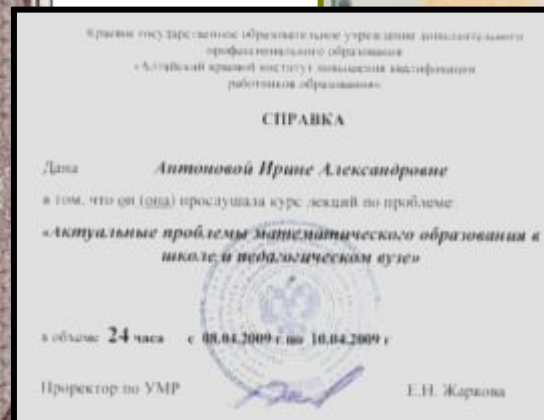 Краевое государственное образовательное учреждение дополнительного
профессионального образования
«Алтайский краевой институт повышения квалификации
работников образования»
СПРАВКА
Дана Антоновой Ирине Александровне
в том, что он (она) прослушала курс лекций по проблеме
«Актуальные проблемы математического образования в
школе и педагогическом вузе»
в объеме 24 часа с 08.04.2009 г по 10.04.2009 г
Проректор по УМР Е.Н. Жаркова